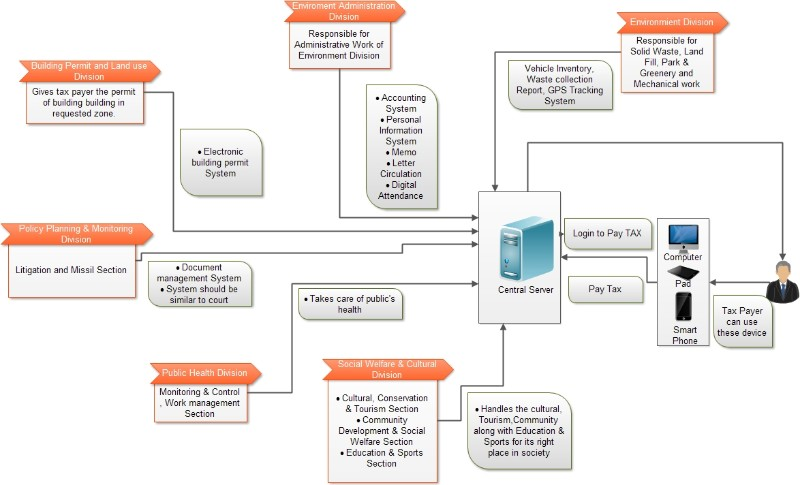 Enviroment Administration
Division
Responsible for
Administrative Work of
Environment Division
Environment Division
Responsible for
Solid Waste, Land
Fill, Park &
Greenery and
Mechanical work
Vehicle Inventory,
Waste collection
Report, GPS Tracking
System
Building Permit and Land use
Division
Gives tax payer the permit
of building building in
requested zone.
• Electronic
building permit
System
• Accounting
System
• Personal
Information
System
• Memo
• Letter
Circulation
• Digital
Attendance
Policy Planning & Monitoring
Division
Litigation and Missil Section
• Document
management System
• System should be
similar to court
• Takes care of public's
health
Central Server
Login to Pay TAX
Pay Tax
Computer
Pad
Smart
Phone
Tax Payer
can use
these device
Public Health Division
Monitoring & Control
, Work management
Section
Social Welfare & Cultural
Division
• Cultural, Conservation
& Tourism Section
• Community
Development & Social
Welfare Section
• Education & Sports
Section
• Handles the cultural,
Tourism,Community
along with Education &
Sports for its right
place in society